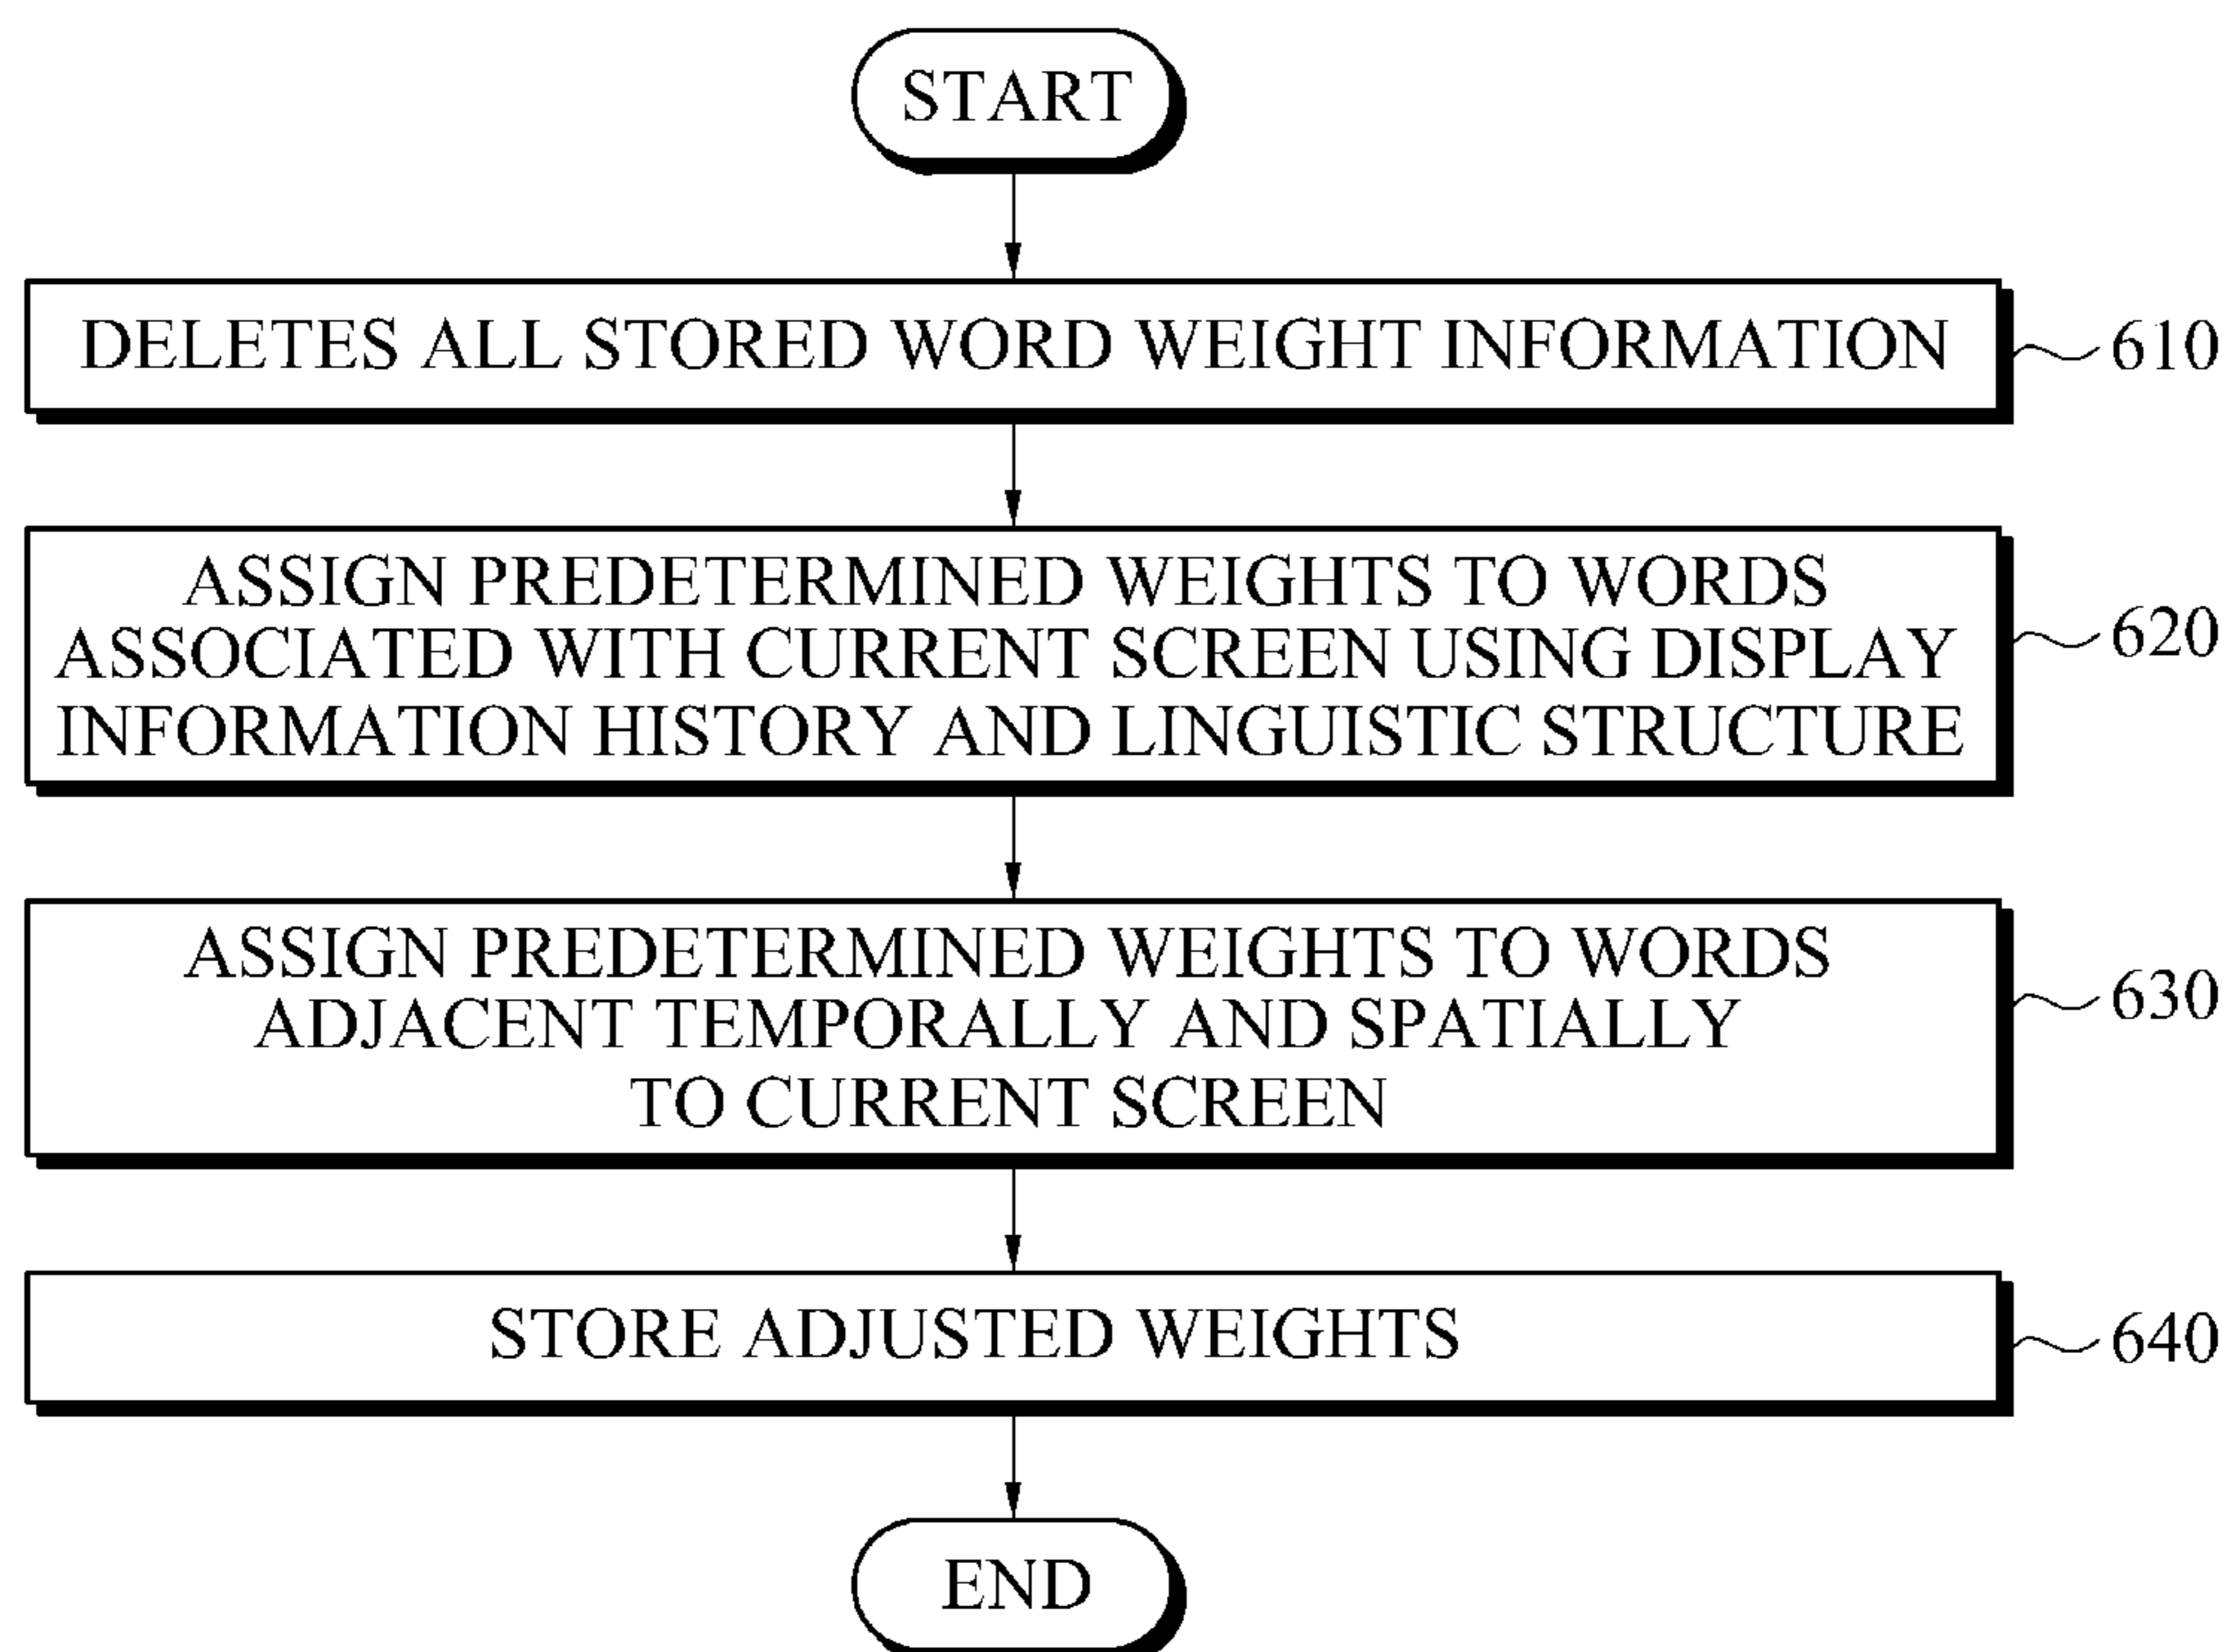 START
DELETES ALL STORED WORD WEIGHT INFORMATION
610
ASSIGN PREDETERMINED WEIGHTS TO WORDS
ASSOCIATED WITH CURRENT SCREEN USING DISPLAY
INFORMATION HISTORY AND LINGUISTIC STRUCTURE
620
ASSIGN PREDETERMINED WEIGHTS TO WORDS
ADJACENT TEMPORALLY AND SPATIALLY
TO CURRENT SCREEN
630
STORE ADJUSTED WEIGHTS
640
END